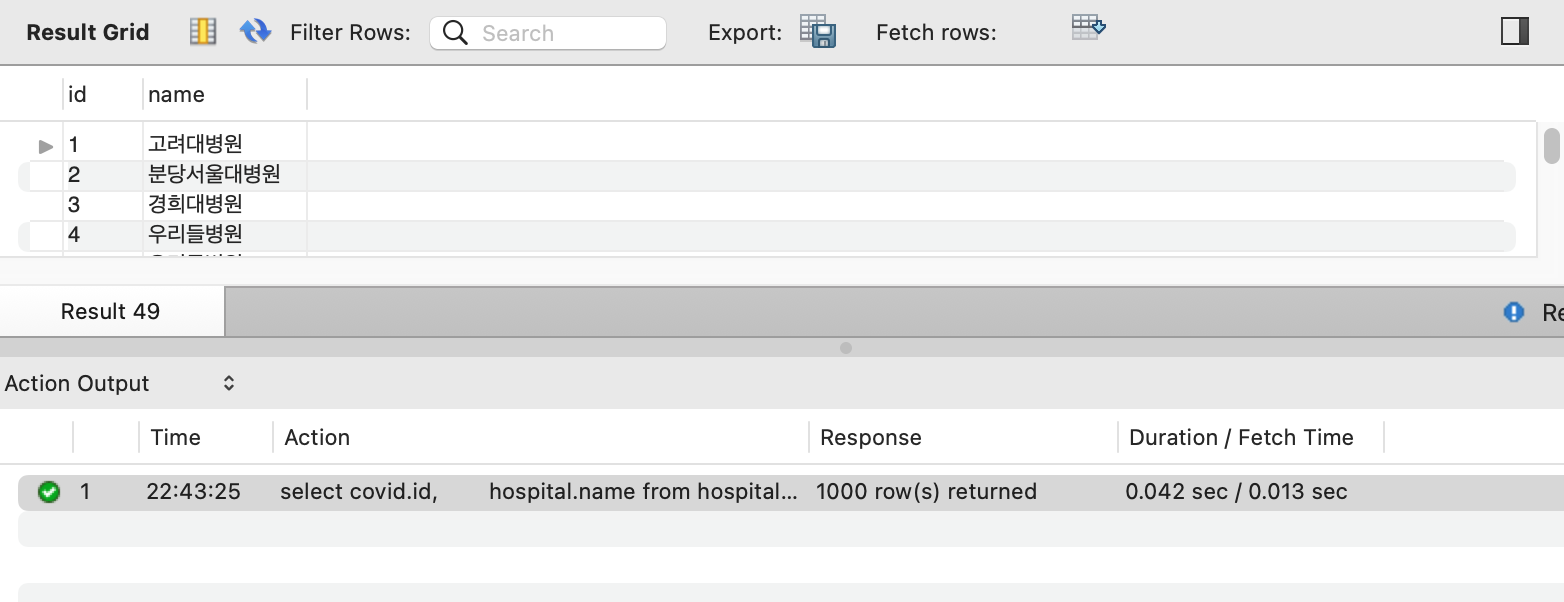 Result Grid Filter Rows: Search Export: Fetch rows:
id name
1 고려대병원
2 분당서울대병원
3 경희대병원
4 우리들병원
Result 49 Re
Action Output
Time Action Response Duration / Fetch Time
1 22:43:25 select covid.id, hospital.name from hospital... 1000 row(s) returned 0.042 sec / 0.013 sec